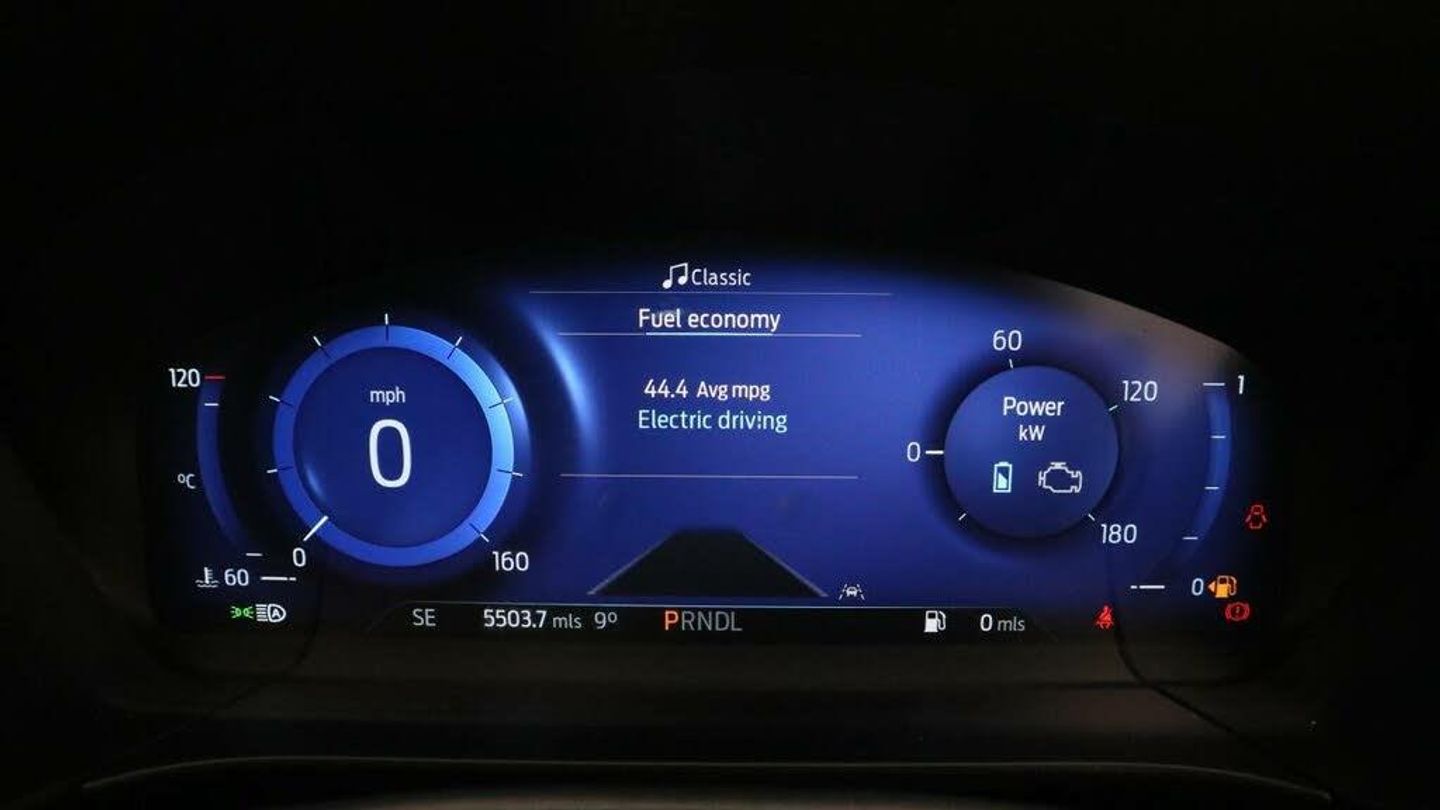 Classic
Fuel economy
60
120
mph
0
44.4 Avg mpg
Electric driving
Power
kW
120
1
0
°C
180
0
160
60
0
SE 5503.7 mls 9° PRNDL 0 mls
A